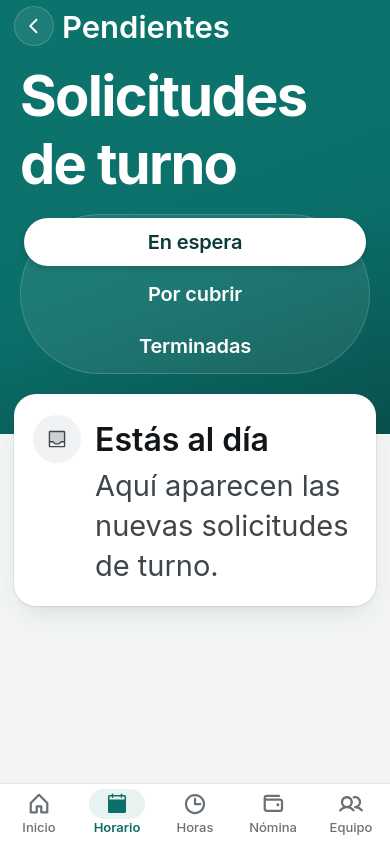 Pendientes
Solicitudes
de turno
En espera
Por cubrir
Terminadas
Estás al día
Aquí aparecen las
nuevas solicitudes
de turno.
Inicio
Horario
Horas
Nómina
Equipo